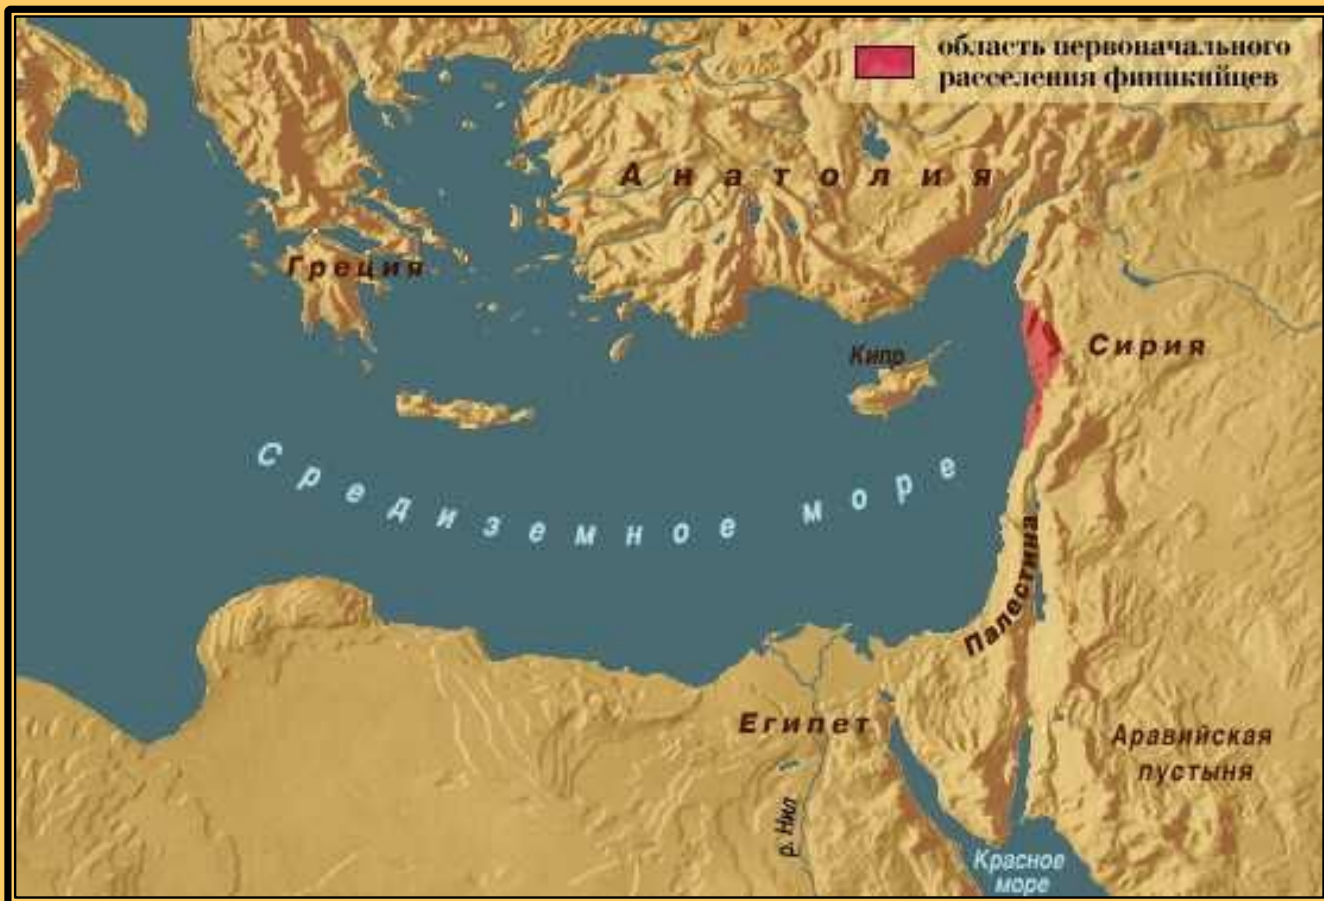 область первоначального
расселения финикийцев
Анатолия
Греция
Сирия
Кипр
Средиземное море
Палестина
Египет
Аравийская
пустыня
р. Нил
Красное
море